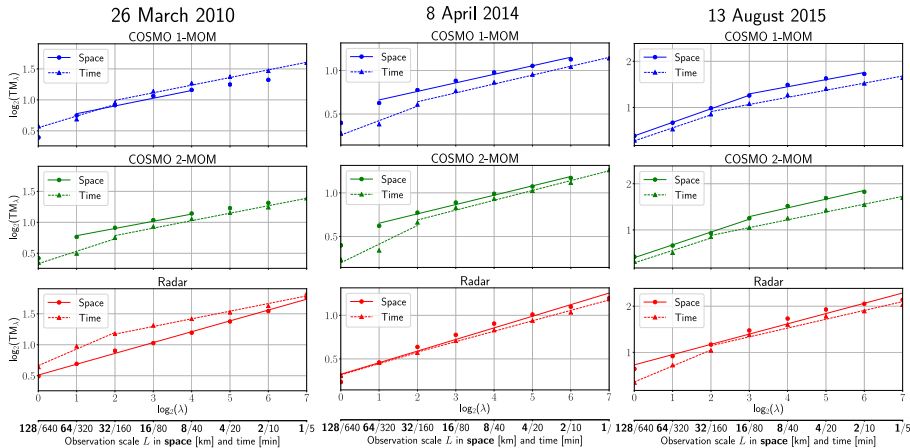 26 March 2010
8 April 2014
13 August 2015
COSMO 1-MOM
COSMO 1-MOM
COSMO 1-MOM
log₂(TMλ)
1.5
1.0
0.5
Space
Time
1.0
0.5
Space
Time
2
1
Space
Time
COSMO 2-MOM
COSMO 2-MOM
COSMO 2-MOM
log₂(TMλ)
1.5
1.0
0.5
Space
Time
1.0
0.5
Space
Time
2
1
Space
Time
Radar
Radar
Radar
log₂(TMλ)
1.5
1.0
0.5
Space
Time
1.0
0.5
Space
Time
2
1
Space
Time
0 1 2 3 4 5 6 7
0 1 2 3 4 5 6 7
0 1 2 3 4 5 6 7
log₂(λ)
log₂(λ)
log₂(λ)
128/640 64/320 32/160 16/80 8/40 4/20 2/10 1/5
128/640 64/320 32/160 16/80 8/40 4/20 2/10 1/
128/640 64/320 32/160 16/80 8/40 4/20 2/10 1/5
Observation scale L in space [km] and time [min]
Observation scale L in space [km] and time [min]
Observation scale L in space [km] and time [min]